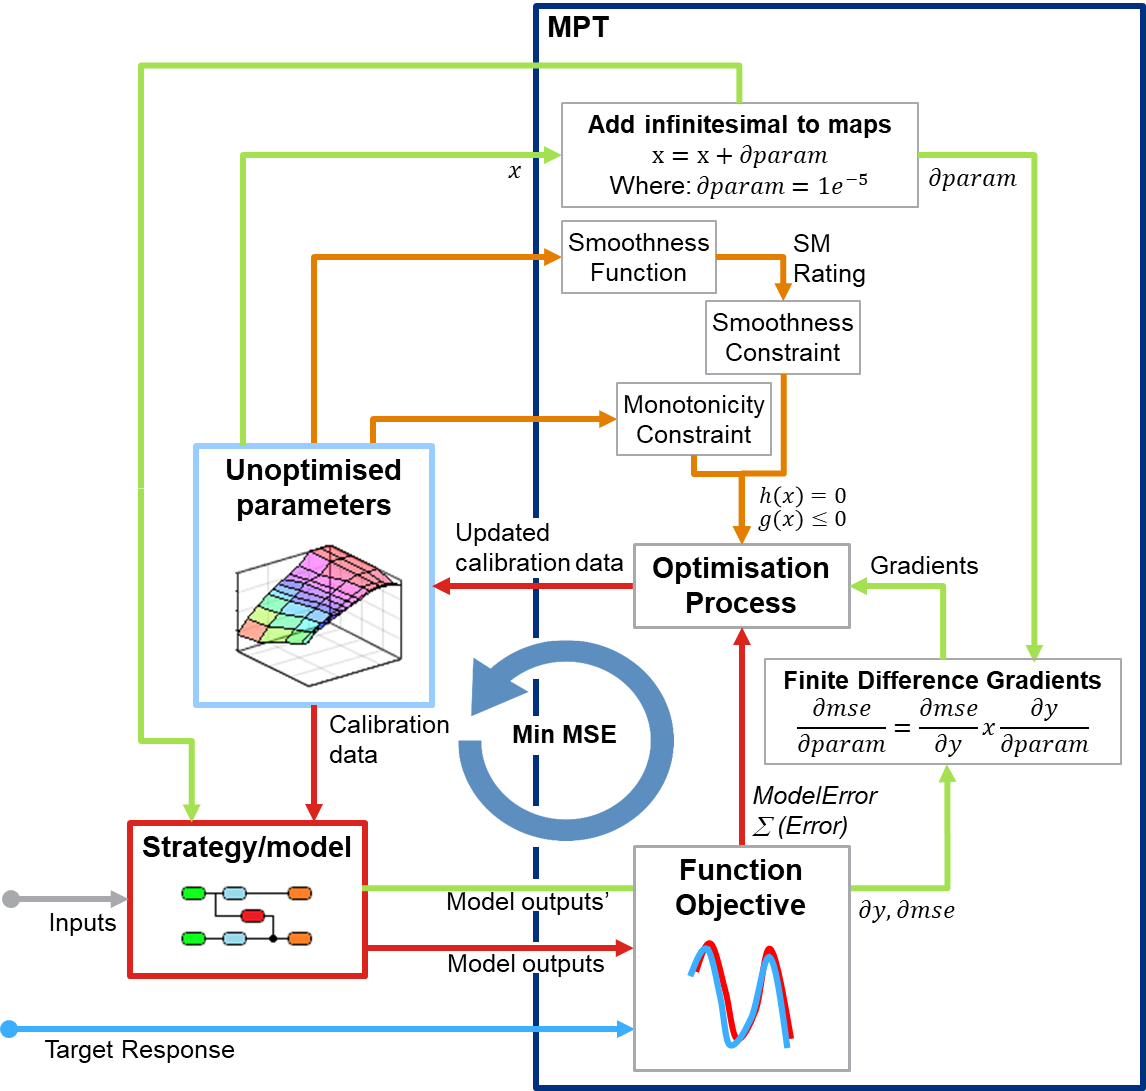 MPT
Add infinitesimal to maps
x = x + ∂param
Where: ∂param = 1e⁻⁵
x
∂param
Smoothness
Function
SM
Rating
Smoothness
Constraint
Monotonicity
Constraint
h(x) = 0
g(x) ≤ 0
Unoptimised
parameters
Updated
calibration data
Optimisation
Process
Gradients
Finite Difference Gradients
∂mse/∂param = ∂mse/∂y x ∂y/∂param
Min MSE
Calibration
data
ModelError
∑ (Error)
Strategy/model
Inputs
Model outputs’
Model outputs
Function
Objective
∂y, ∂mse
Target Response